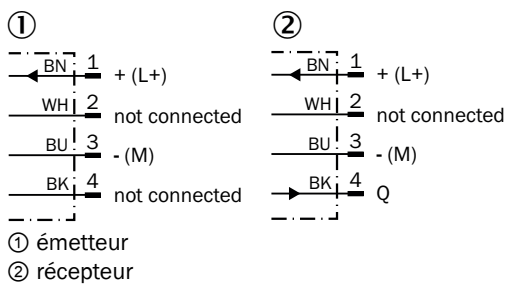 ① ②
BN 1 + (L+) BN 1 + (L+)
WH 2 not connected WH 2 not connected
BU 3 - (M) BU 3 - (M)
BK 4 not connected BK 4 Q
① émetteur
② récepteur